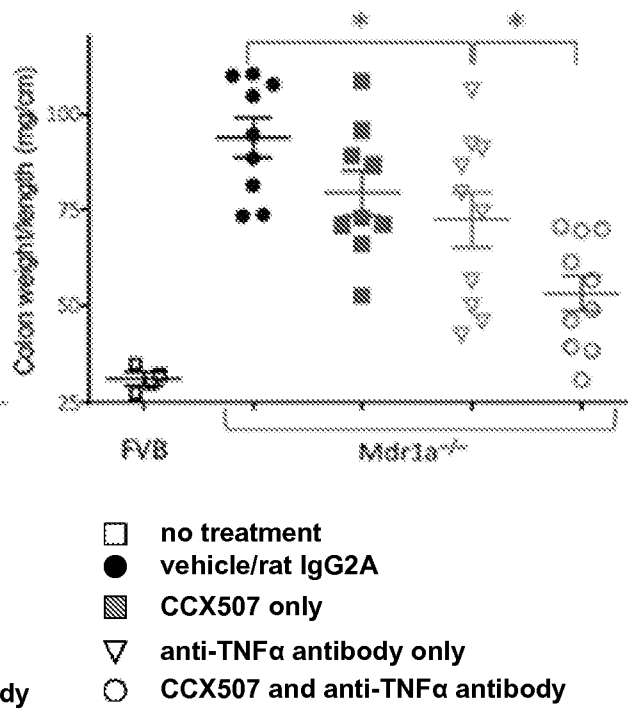 * *
Colon weight/length (mg/cm)
100
75
50
25
FVB Mdr1a⁻/⁻
no treatment
vehicle/rat IgG2A
CCX507 only
anti-TNFα antibody only
dy CCX507 and anti-TNFα antibody